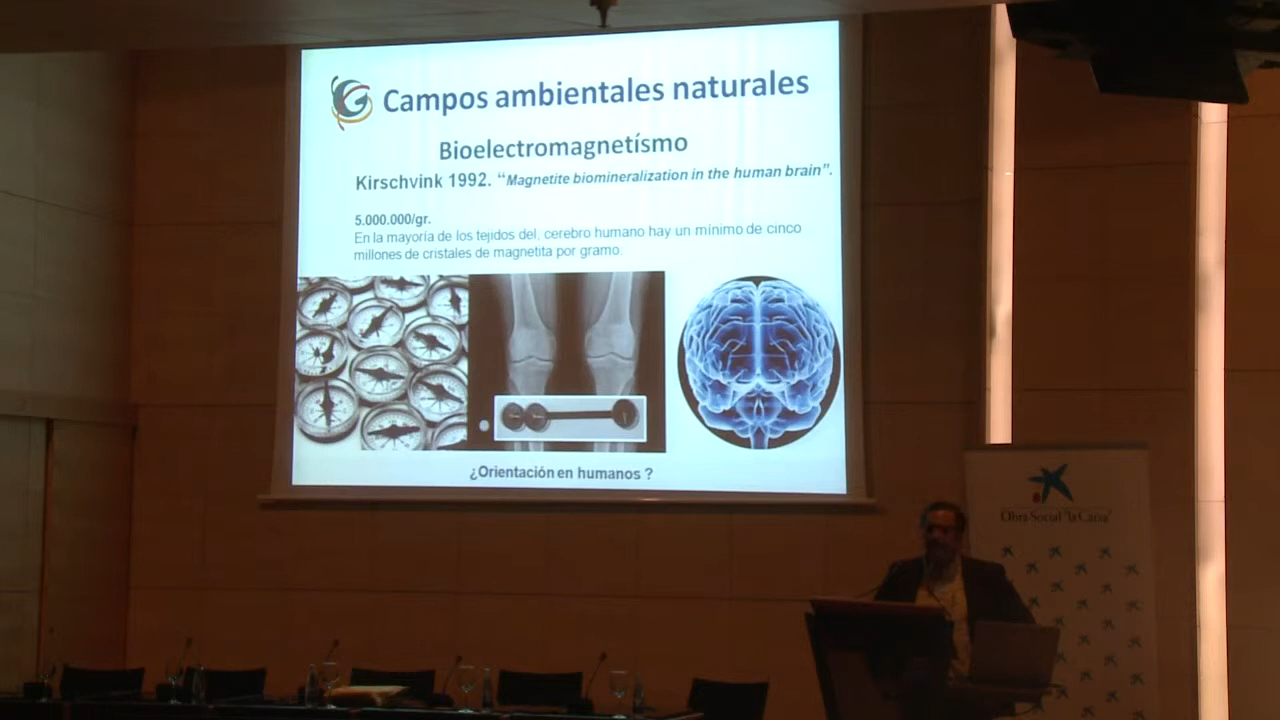 Campos ambientales naturales
Bioelectromagnetísmo
Kirschvink 1992. “Magnetite biomineralization in the human brain”.
5.000.000/gr.
En la mayoría de los tejidos del, cerebro humano hay un mínimo de cinco
millones de cristales de magnetita por gramo.
¿Orientación en humanos ?
Obra Social "la Caixa"